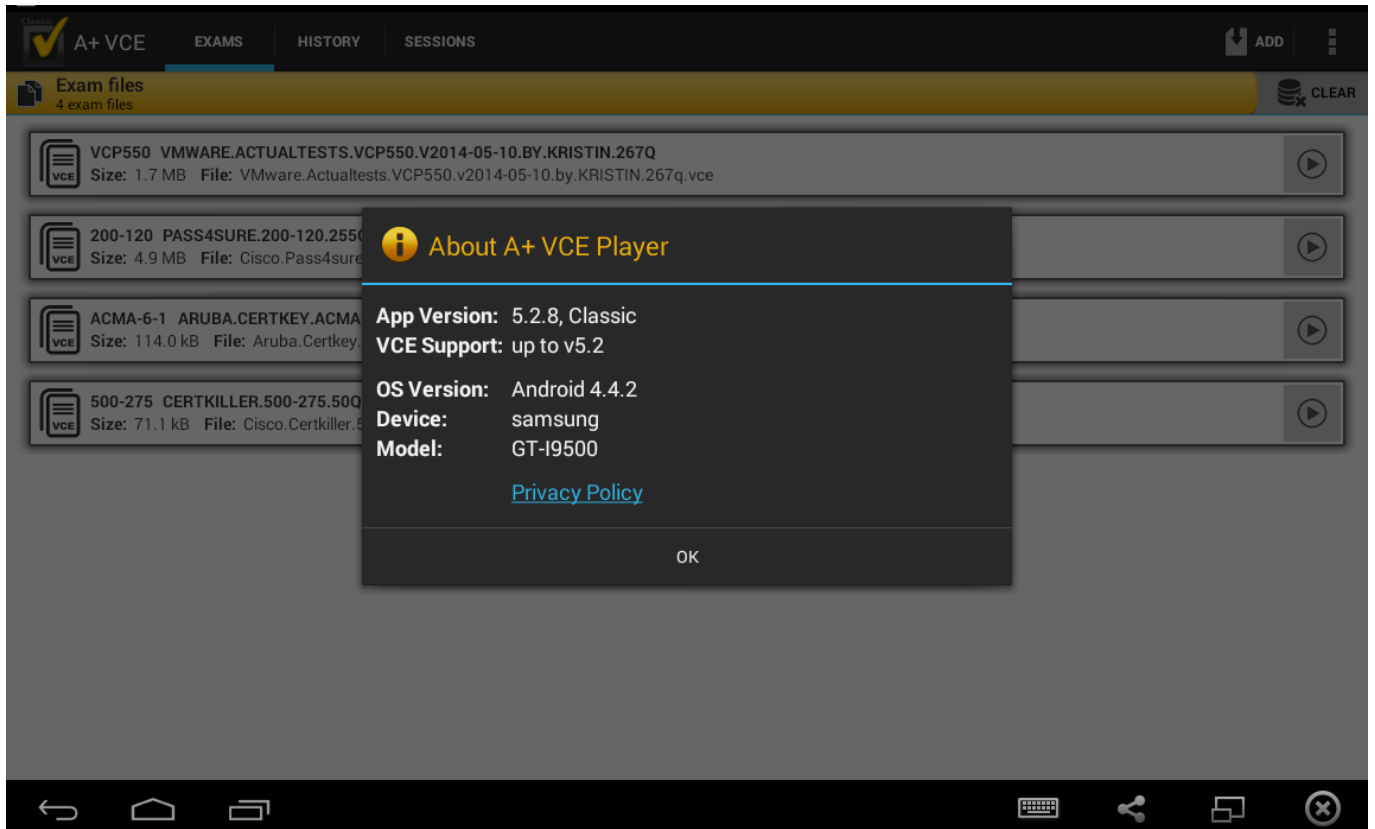 Classic
A+ VCE EXAMS HISTORY SESSIONS ADD
Exam files
4 exam files
CLEAR
VCP550 VMWARE.ACTUALTESTS.VCP550.V2014-05-10.BY.KRISTIN.267Q
VCE Size: 1.7 MB File: VMware.Actualtests.VCP550.v2014-05-10.by.KRISTIN.267q.vce
200-120 PASS4SURE.200-120.255Q
VCE Size: 4.9 MB File: Cisco.Pass4sure
ACMA-6-1 ARUBA.CERTKEY.ACMA
VCE Size: 114.0 kB File: Aruba.Certkey.
500-275 CERTKILLER.500-275.50Q
VCE Size: 71.1 kB File: Cisco.Certkiller.5
About A+ VCE Player
App Version: 5.2.8, Classic
VCE Support: up to v5.2
OS Version: Android 4.4.2
Device: samsung
Model: GT-I9500
Privacy Policy
OK